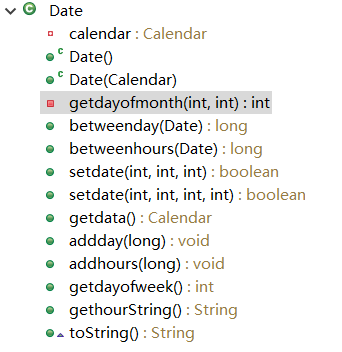 Date
calendar : Calendar
Date()
Date(Calendar)
getdayofmonth(int, int) : int
betweenday(Date) : long
betweenhours(Date) : long
setdate(int, int, int) : boolean
setdate(int, int, int, int) : boolean
getdata() : Calendar
addday(long) : void
addhours(long) : void
getdayofweek() : int
gethourString() : String
toString() : String